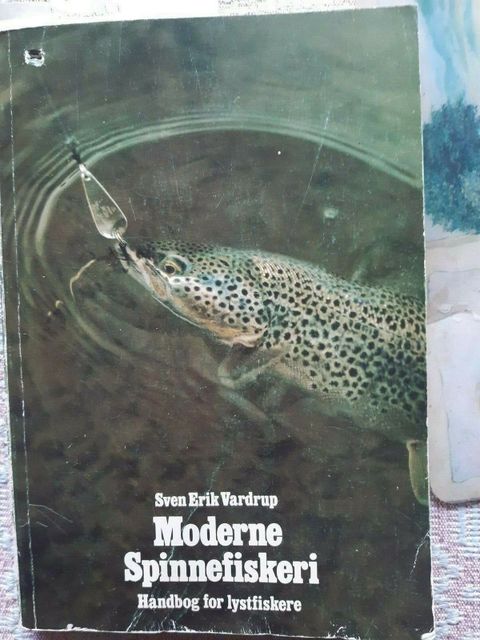 Sven Erik Vardrup
Moderne
Spinnefiskeri
Håndbog for lystfiskere